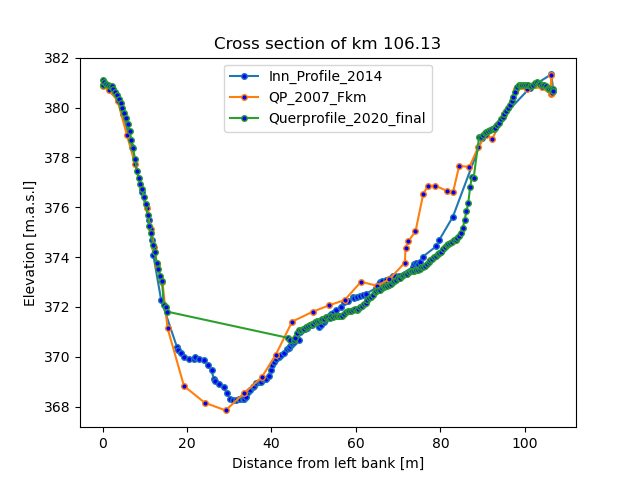 Cross section of km 106.13
382
380
378
376
374
372
370
368
Elevation [m.a.s.l]
Inn_Profile_2014
QP_2007_Fkm
Querprofile_2020_final
0 20 40 60 80 100
Distance from left bank [m]